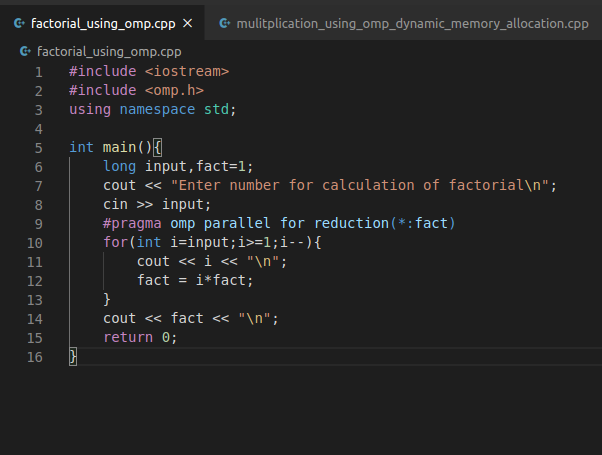 factorial_using_omp.cpp mulitplication_using_omp_dynamic_memory_allocation.cpp
factorial_using_omp.cpp
1 #include <iostream>
2 #include <omp.h>
3 using namespace std;
4
5 int main(){
6     long input,fact=1;
7     cout << "Enter number for calculation of factorial\n";
8     cin >> input;
9     #pragma omp parallel for reduction(*:fact)
10     for(int i=input;i>=1;i--){
11         cout << i << "\n";
12         fact = i*fact;
13     }
14     cout << fact << "\n";
15     return 0;
16 }